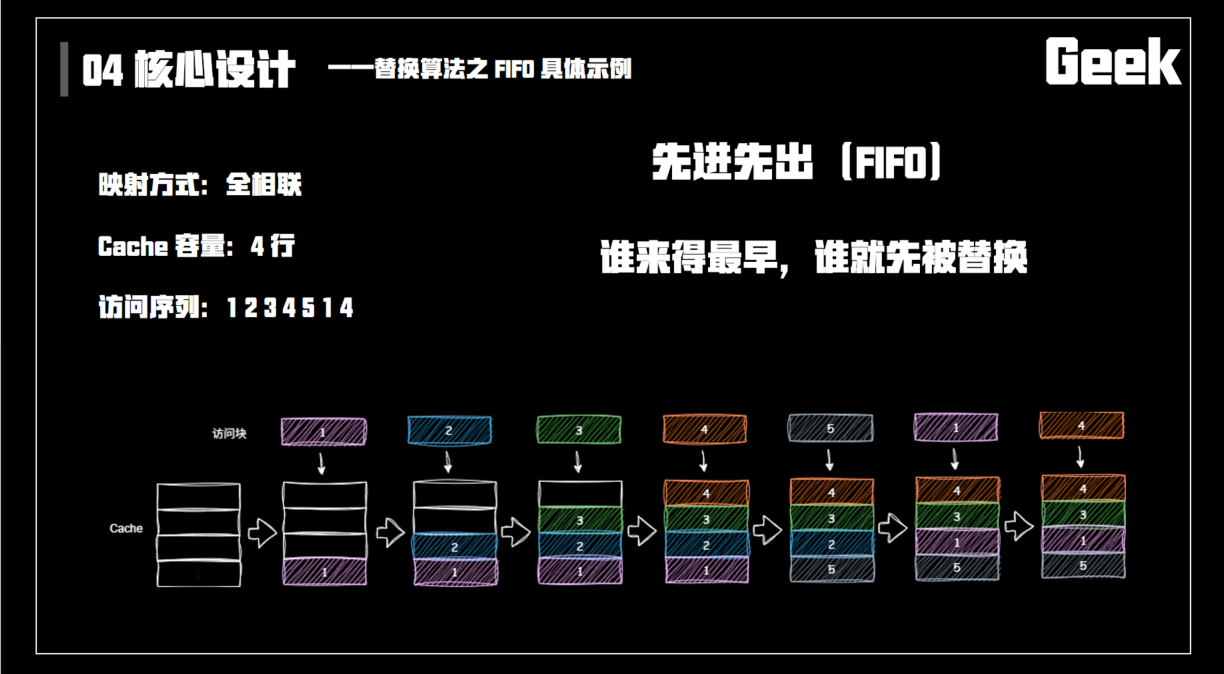 04 核心设计 ——替换算法之 FIFO 具体示例
Geek
映射方式：全相联
Cache 容量：4 行
访问序列：1 2 3 4 5 1 4
先进先出（FIFO）
谁来得最早，谁就先被替换
访问块 1 2 3 4 5 1 4
4 4 4 4
3 3 3 3 3
Cache
2 2 2 2 1 1
1 1 1 1 5 5 5